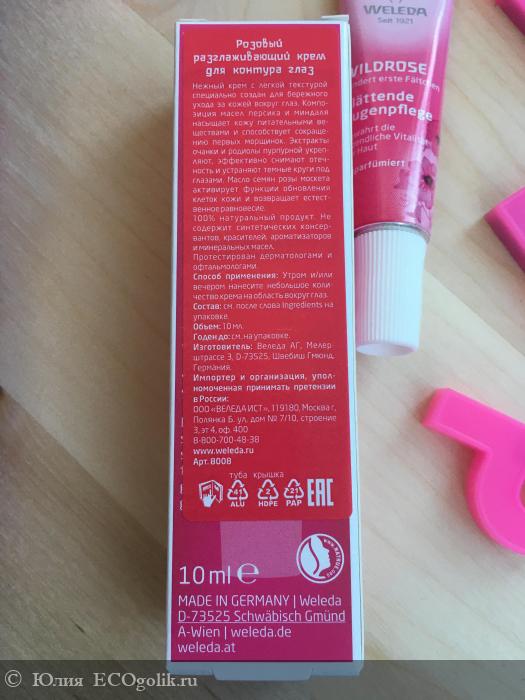 Розовый
разглаживающий крем
для контура глаз
Нежный крем с легкой текстурой
специально создан для бережного
ухода за кожей вокруг глаз. Компо-
зиция масел персика и миндаля
насыщает кожу питательными ве-
ществами и способствует сокраще-
нию первых морщинок. Экстракты
очанки и родиолы пурпурной укреп-
ляют, эффективно снимают отеч-
ность и устраняют темные круги под
глазами. Масло семян розы москета
активирует функции обновления
клеток кожи и возвращает естест-
венное равновесие.
100% натуральный продукт. Не
содержит синтетических консер-
вантов, красителей, ароматизаторов
и минеральных масел.
Протестирован дерматологами и
офтальмологами.
Способ применения: Утром и/или
вечером нанесите небольшое коли-
чество крема на область вокруг глаз.
Состав: см. после слова Ingredients на
упаковке.
Объем: 10 мл.
Годен до: см. на упаковке.
Изготовитель: Веледа АГ, Мелер-
штрассе 3, D-73525, Швебиш Гмюнд,
Германия.
Импортер и организация, упол-
номоченная принимать претензии
в России:
ООО «ВЕЛЕДА ИСТ», 119180, Москва г,
Полянка Б. ул, дом № 7/10, строение
3, эт 4, оф. 400
8-800-700-48-38
www.weleda.ru
Арт. 8008
туба крышка
41 2 21
ALU HDPE PAP EAC
10 ml e
www.natrue.org
MADE IN GERMANY | Weleda
D-73525 Schwäbisch Gmünd
A-Wien | weleda.de
weleda.at
WELEDA
Seit 1921
WILDROSE
ndert erste Fältchen
lättende
ugenpflege
wahrt die
endliche Vitalität
Haut
parfümiert
© Юлия ECOgolik.ru